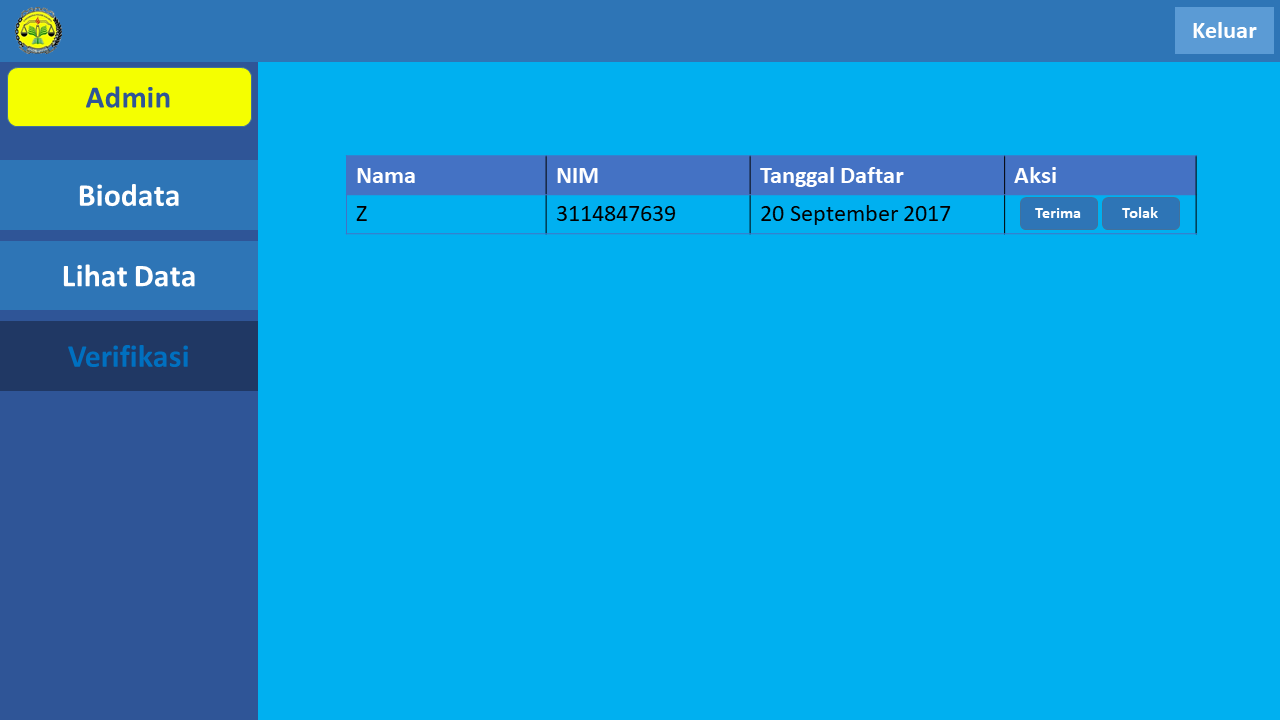 Keluar
Admin
Biodata
Lihat Data
Verifikasi
Nama NIM Tanggal Daftar Aksi
Z 3114847639 20 September 2017 Terima Tolak